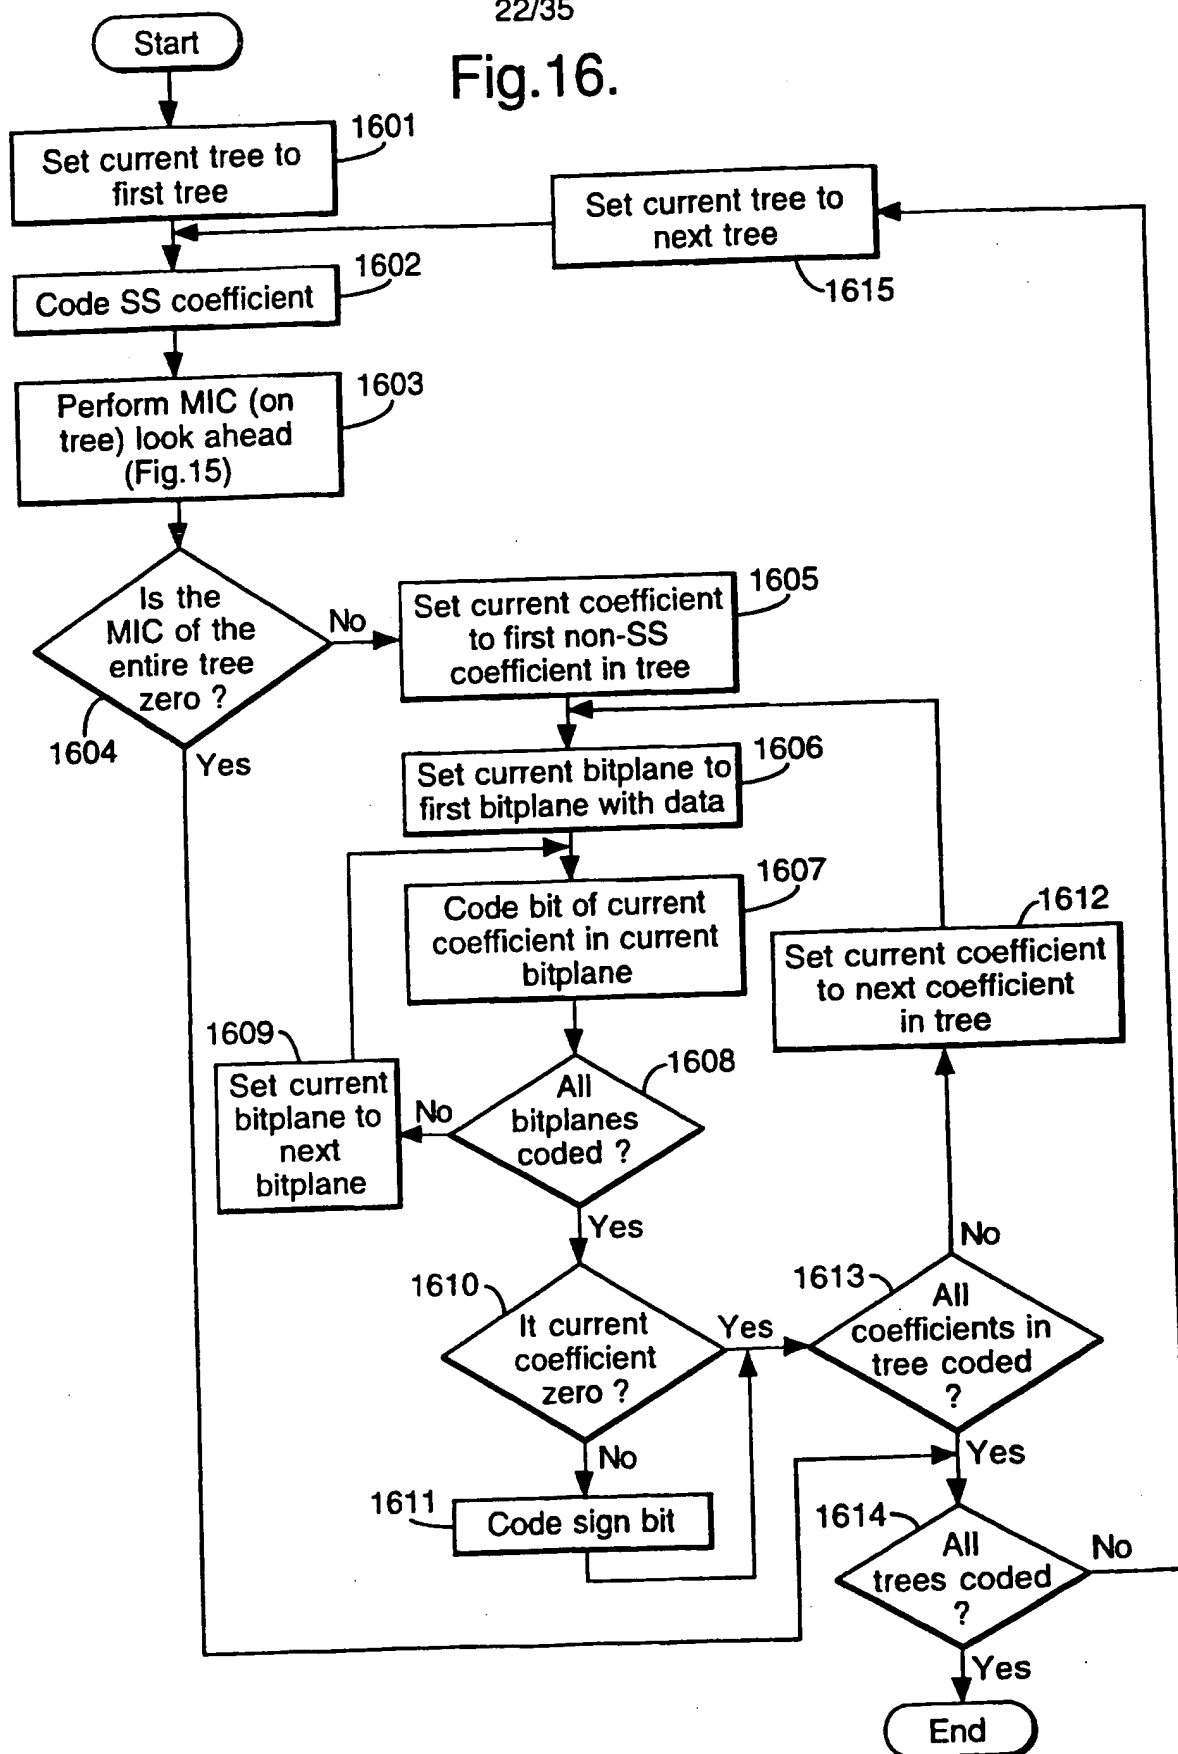 22/35
Fig.16.
Start
1601
Set current tree to
first tree
Set current tree to
next tree
1615
1602
Code SS coefficient
1603
Perform MIC (on
tree) look ahead
(Fig.15)
Is the
MIC of the
entire tree
zero ?
1604
No
Yes
1605
Set current coefficient
to first non-SS
coefficient in tree
1606
Set current bitplane to
first bitplane with data
1607
Code bit of current
coefficient in current
bitplane
1612
Set current coefficient
to next coefficient
in tree
1609
Set current
bitplane to
next
bitplane
No
1608
All
bitplanes
coded ?
Yes
1610
It current
coefficient
zero ?
Yes
No
1613
All
coefficients in
tree coded
?
No
Yes
1611
Code sign bit
1614
All
trees coded
?
No
Yes
End